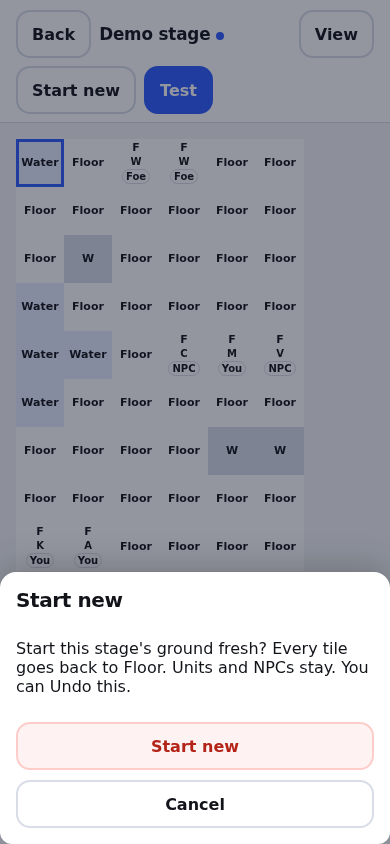 Back Demo stage View
Start new Test
Water Floor F W Foe F W Foe Floor Floor
Floor Floor Floor Floor Floor Floor
Floor W Floor Floor Floor Floor
Water Floor Floor Floor Floor Floor
Water Water Floor F C NPC F M You F V NPC
Water Floor Floor Floor Floor Floor
Floor Floor Floor Floor W W
Floor Floor Floor Floor Floor Floor
F K You F A You Floor Floor Floor Floor
Start new
Start this stage's ground fresh? Every tile
goes back to Floor. Units and NPCs stay. You
can Undo this.
Start new
Cancel